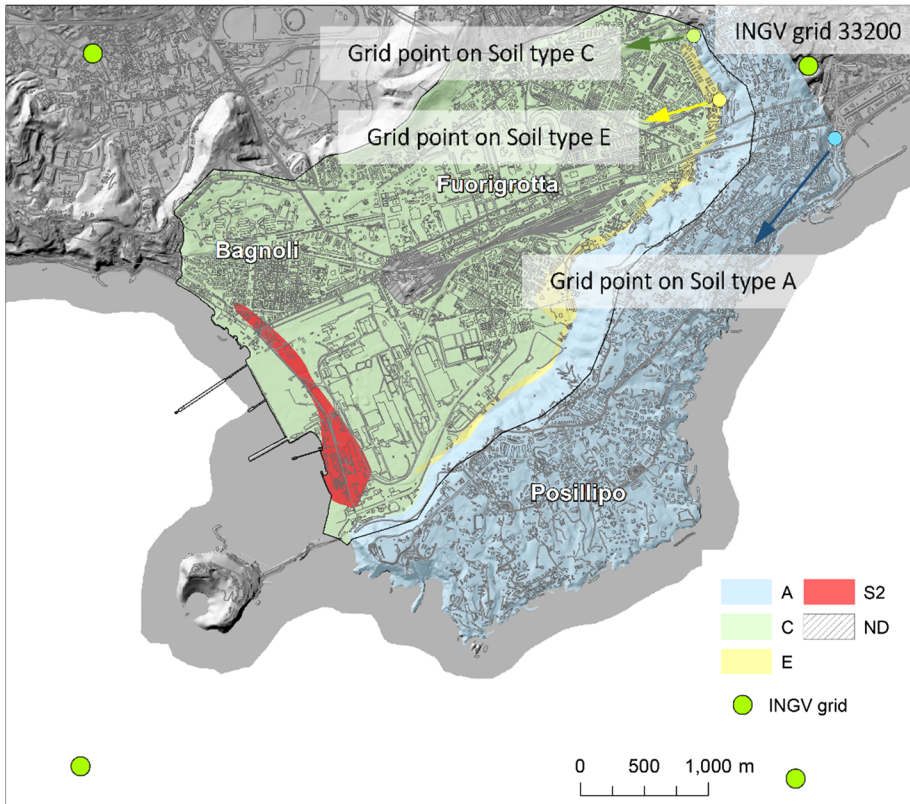 INGV grid 33200
Grid point on Soil type C
Grid point on Soil type E
Fuorigrotta
Bagnoli
Grid point on Soil type A
Posillipo
A
S2
C
ND
E
INGV grid
0 500 1,000 m